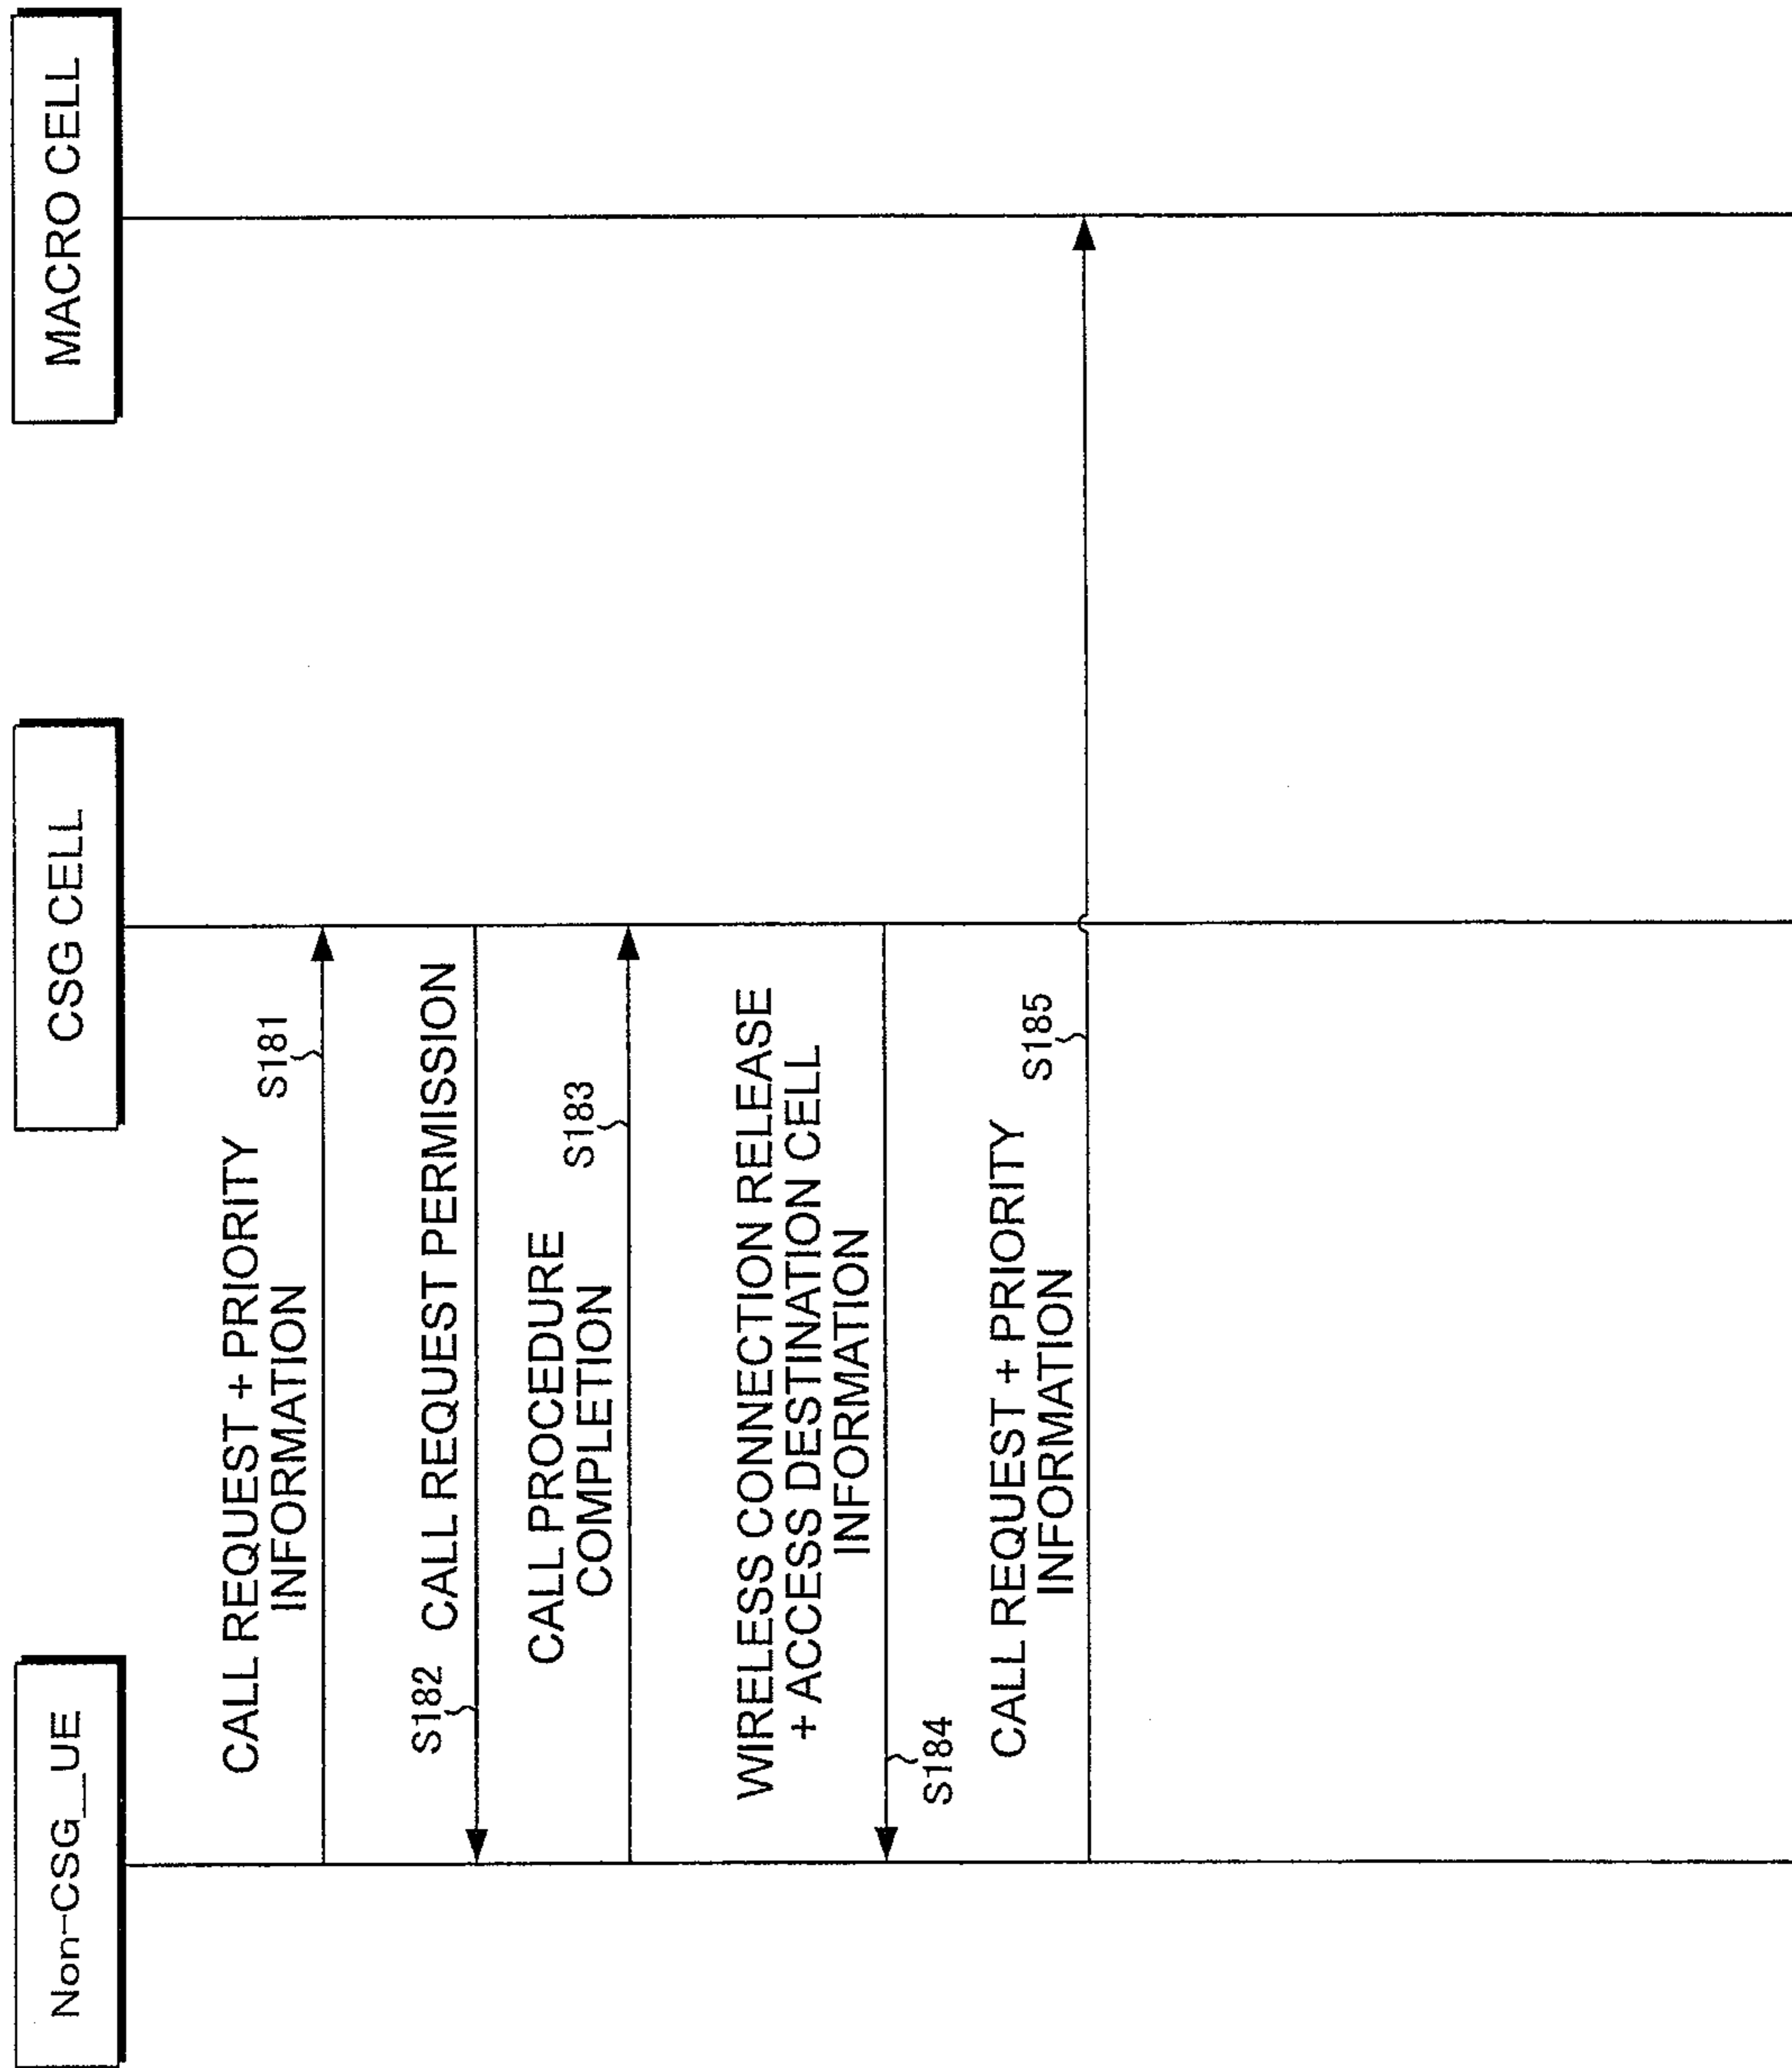 Non-CSG_UE
CSG CELL
MACRO CELL
CALL REQUEST + PRIORITY
INFORMATION
S181
S182
CALL REQUEST PERMISSION
CALL PROCEDURE
COMPLETION
S183
WIRELESS CONNECTION RELEASE
+ ACCESS DESTINATION CELL
INFORMATION
S184
CALL REQUEST + PRIORITY
INFORMATION
S185